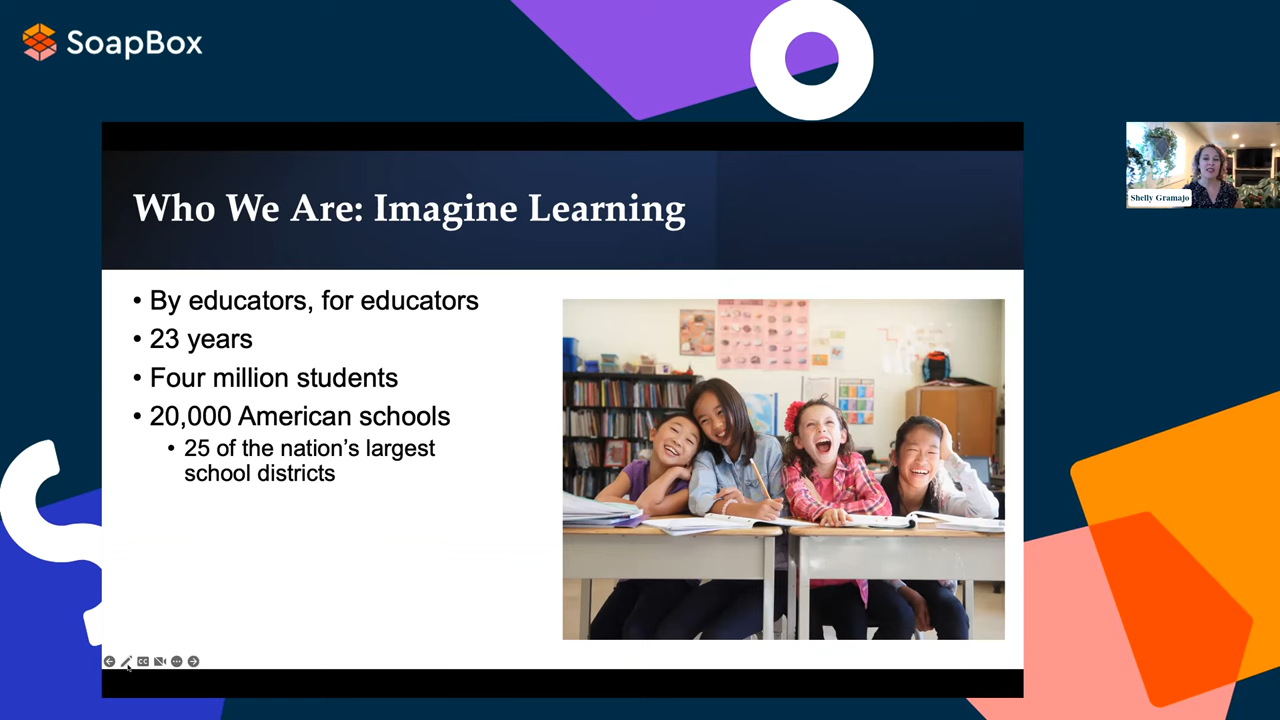 SoapBox
Who We Are: Imagine Learning
• By educators, for educators
• 23 years
• Four million students
• 20,000 American schools
• 25 of the nation’s largest
school districts
Shelly Gramajo
CC